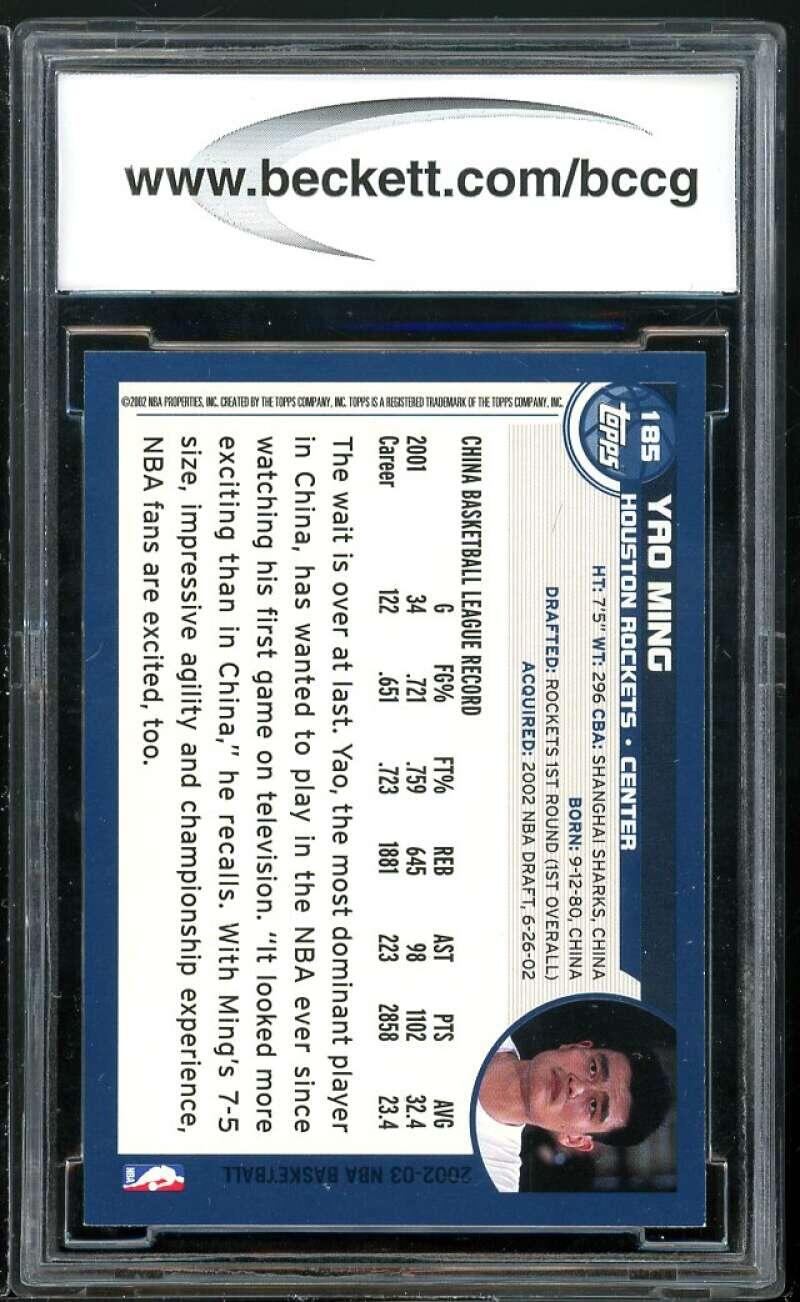 www.beckett.com/bccg
185
topps
YAO MING
HOUSTON ROCKETS • CENTER
HT: 7'5" WT: 296 CBA: SHANGHAI SHARKS, CHINA
BORN: 9-12-80, CHINA
DRAFTED: ROCKETS 1ST ROUND (1ST OVERALL)
ACQUIRED: 2002 NBA DRAFT, 6-26-02
CHINA BASKETBALL LEAGUE RECORD
G FG% FT% REB AST PTS AVG
2001 34 .721 .759 645 98 1102 32.4
Career 122 .651 .723 1881 223 2858 23.4
The wait is over at last. Yao, the most dominant player
in China, has wanted to play in the NBA ever since
watching his first game on television. "It looked more
exciting than in China," he recalls. With Ming's 7-5
size, impressive agility and championship experience,
NBA fans are excited, too.
©2002 NBA PROPERTIES, INC. CREATED BY THE TOPPS COMPANY, INC. TOPPS IS A REGISTERED TRADEMARK OF THE TOPPS COMPANY, INC.
2002-03 NBA BASKETBALL
NBA